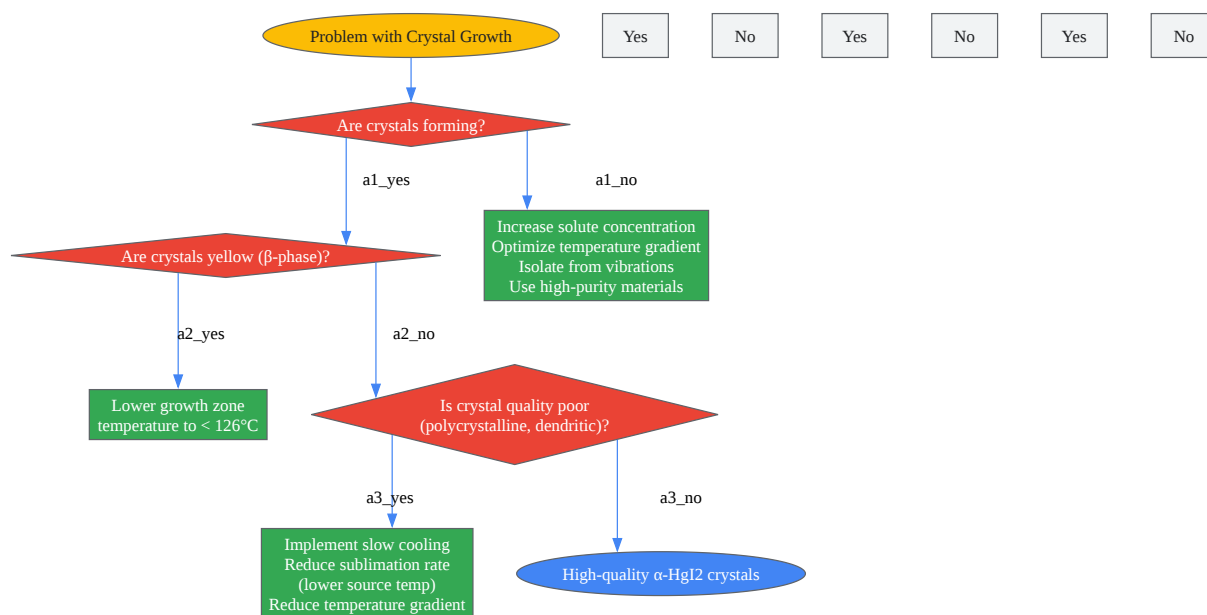 Problem with Crystal Growth
Yes
No
Yes
No
Yes
No
Are crystals forming?
a1_yes
a1_no
Increase solute concentration
Optimize temperature gradient
Isolate from vibrations
Use high-purity materials
Are crystals yellow (β-phase)?
a2_yes
a2_no
Lower growth zone
temperature to < 126°C
Is crystal quality poor
(polycrystalline, dendritic)?
a3_yes
a3_no
Implement slow cooling
Reduce sublimation rate
(lower source temp)
Reduce temperature gradient
High-quality α-HgI2 crystals